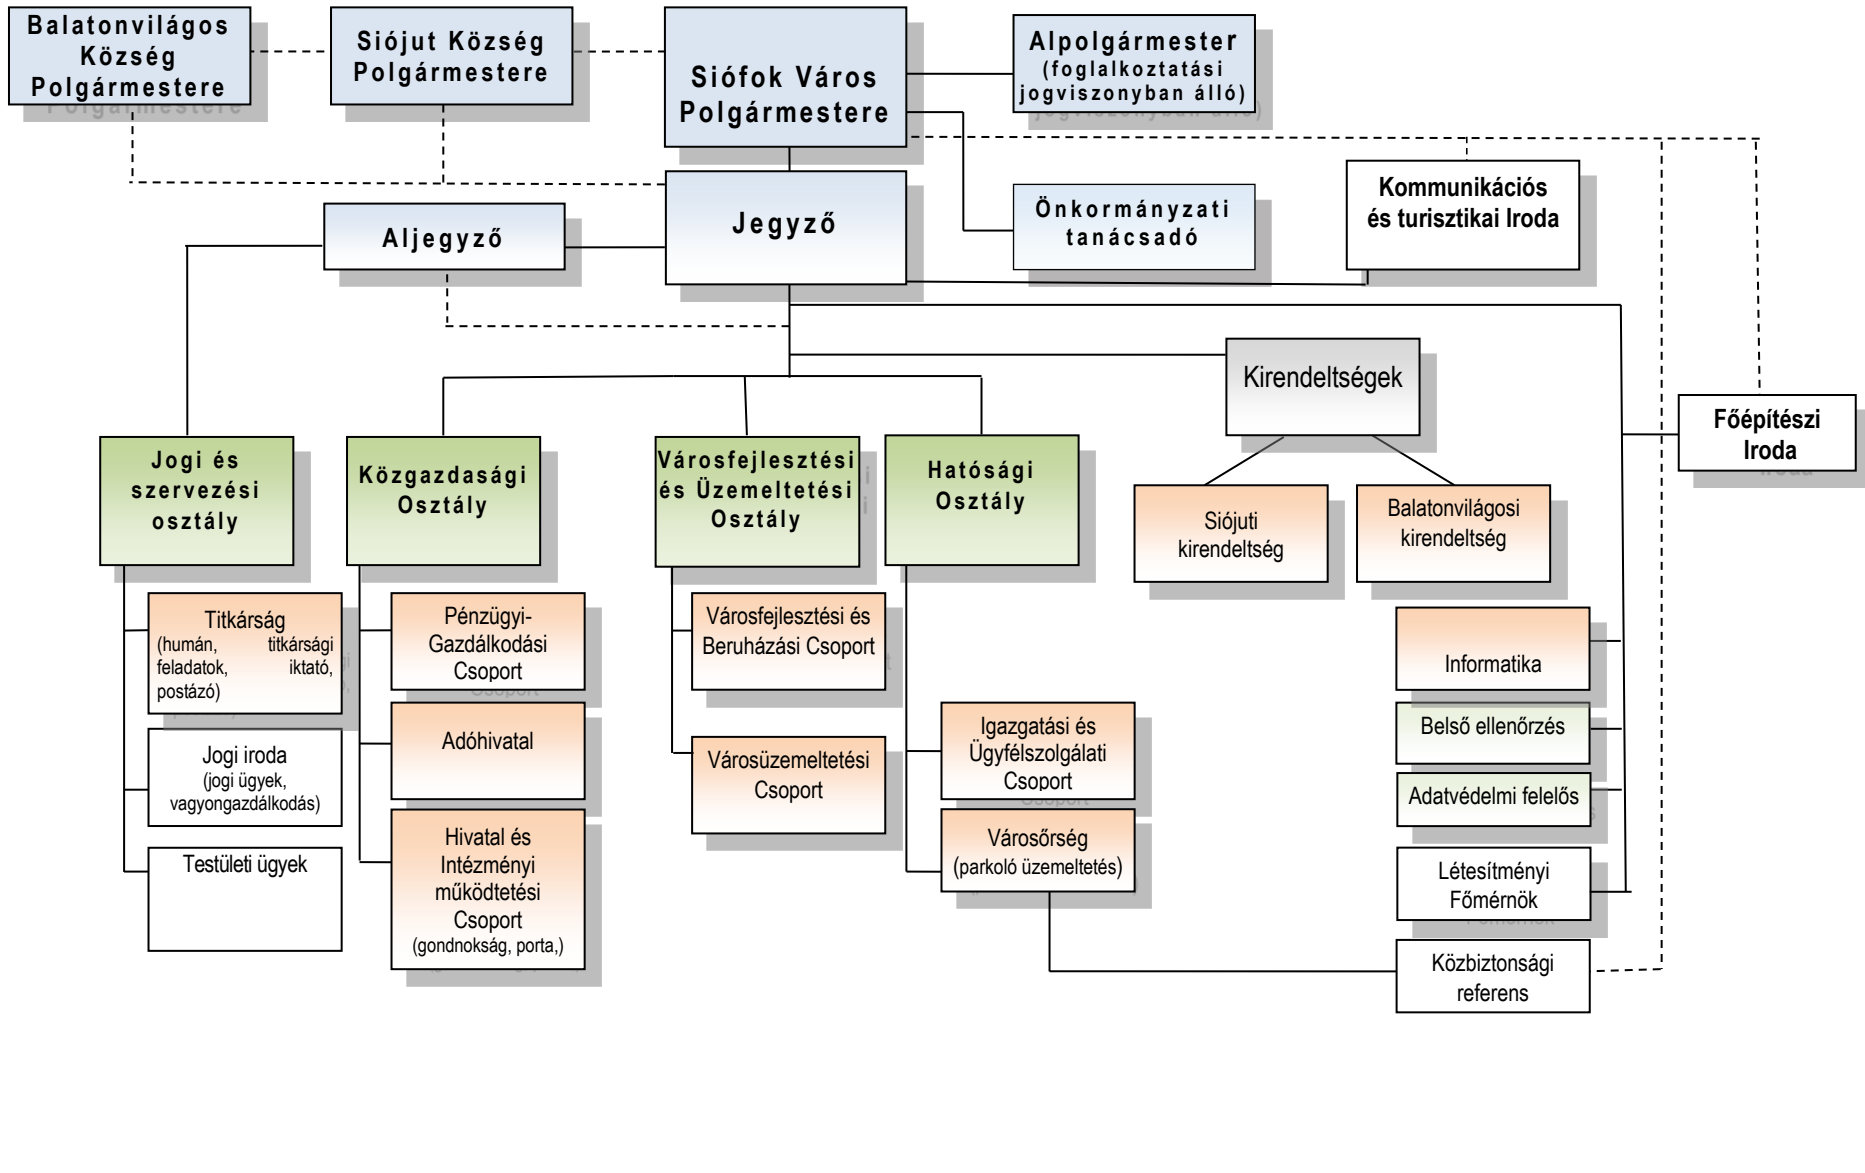 Balatonvilágos
Község
Polgármestere
Siójut Község
Polgármestere
Siófok Város
Polgármestere
Alpolgármester
(foglalkoztatási
jogviszonyban álló)
Jegyző
Aljegyző
Önkormányzati
tanácsadó
Kommunikációs
és turisztikai Iroda
Kirendeltségek
Főépítészi
Iroda
Jogi és
szervezési
osztály
Közgazdasági
Osztály
Városfejlesztési
és Üzemeltetési
Osztály
Hatósági
Osztály
Siójuti
kirendeltség
Balatonvilágosi
kirendeltség
Titkárság
(humán, titkársági
feladatok, iktató,
postázó)
Jogi iroda
(jogi ügyek,
vagyongazdálkodás)
Testületi ügyek
Pénzügyi-
Gazdálkodási
Csoport
Adóhivatal
Hivatal és
Intézményi
működtetési
Csoport
(gondnokság, porta,)
Városfejlesztési és
Beruházási Csoport
Városüzemeltetési
Csoport
Igazgatási és
Ügyfélszolgálati
Csoport
Városőrség
(parkoló üzemeltetés)
Informatika
Belső ellenőrzés
Adatvédelmi felelős
Létesítményi
Főmérnök
Közbiztonsági
referens